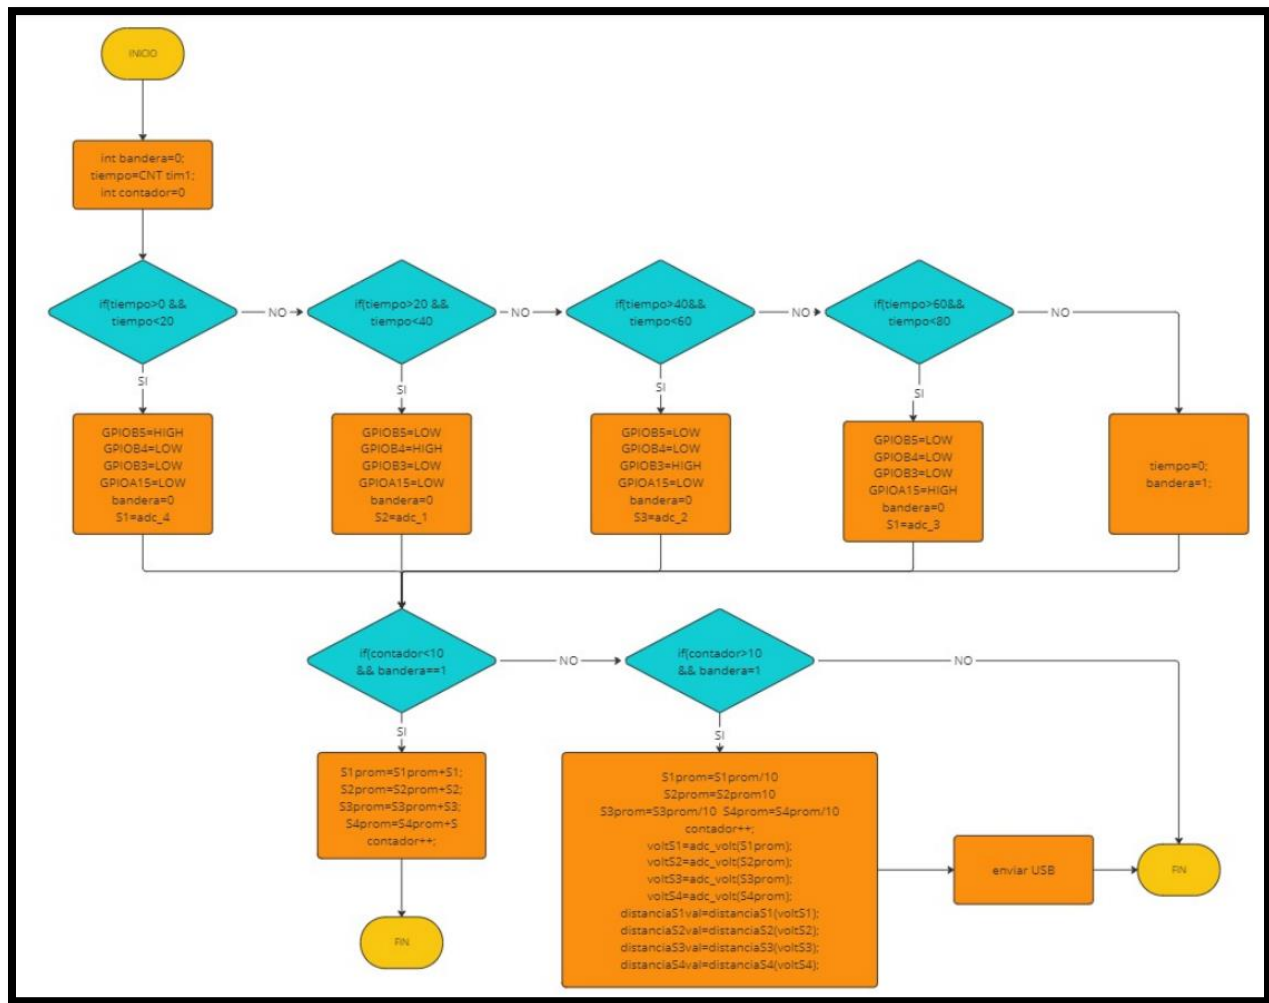 INICIO
int bandera=0;
tiempo=CNT tim1;
int contador=0
if(tiempo>0 &&
tiempo<20
NO
if(tiempo>20 &&
tiempo<40
NO
if(tiempo>40&&
tiempo<60
NO
if(tiempo>60&&
tiempo<80
NO
SI
SI
SI
SI
GPIOB5=HIGH
GPIOB4=LOW
GPIOB3=LOW
GPIOA15=LOW
bandera=0
S1=adc_4
GPIOB5=LOW
GPIOB4=HIGH
GPIOB3=LOW
GPIOA15=LOW
bandera=0
S2=adc_1
GPIOB5=LOW
GPIOB4=LOW
GPIOB3=HIGH
GPIOA15=LOW
bandera=0
S3=adc_2
GPIOB5=LOW
GPIOB4=LOW
GPIOB3=LOW
GPIOA15=HIGH
bandera=0
S1=adc_3
tiempo=0;
bandera=1;
if(contador<10
&& bandera==1
NO
if(contador>10
&& bandera=1
NO
SI
SI
S1prom=S1prom+S1;
S2prom=S2prom+S2;
S3prom=S3prom+S3;
S4prom=S4prom+S
contador++;
S1prom=S1prom/10
S2prom=S2prom10
S3prom=S3prom/10 S4prom=S4prom/10
contador++;
voltS1=adc_volt(S1prom);
voltS2=adc_volt(S2prom);
voltS3=adc_volt(S3prom);
voltS4=adc_volt(S4prom);
distanciaS1val=distanciaS1(voltS1);
distanciaS2val=distanciaS2(voltS2);
distanciaS3val=distanciaS3(voltS3);
distanciaS4val=distanciaS4(voltS4);
enviar USB
FIN
FIN